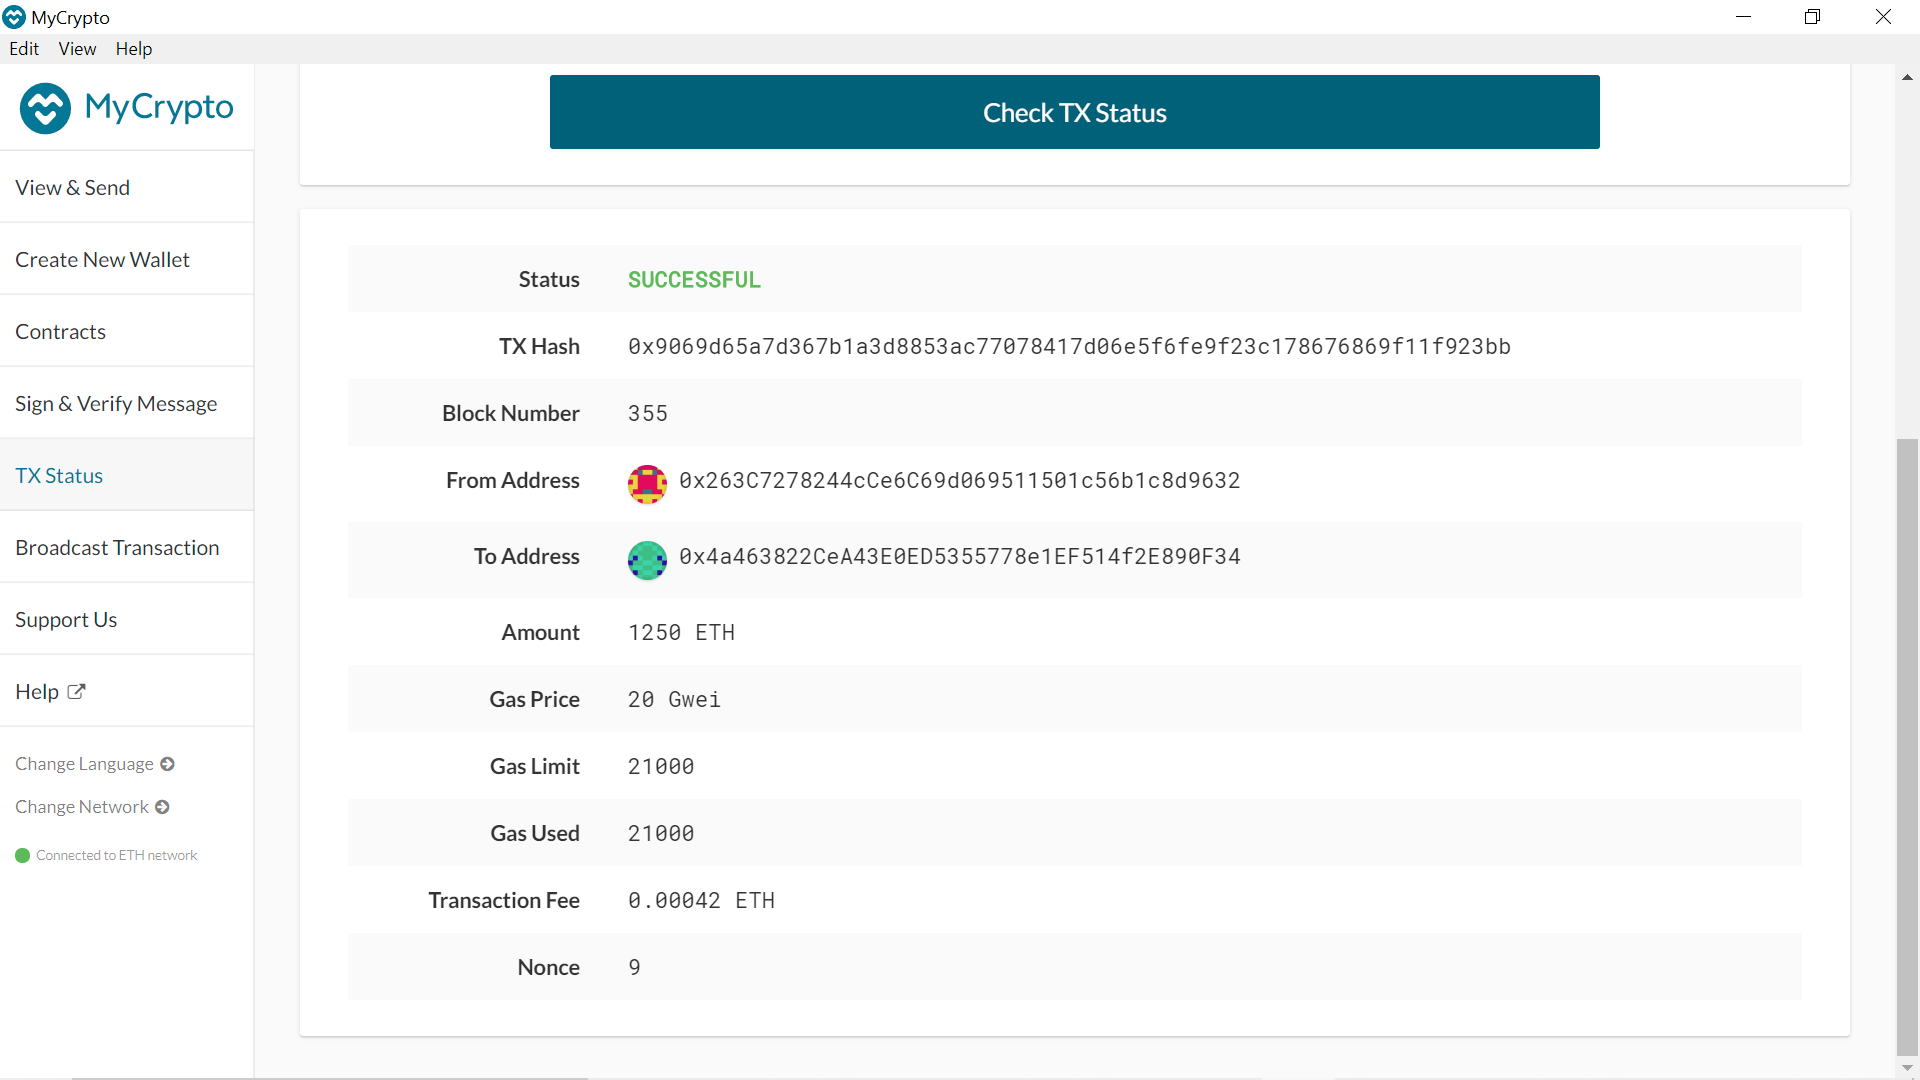 MyCrypto
Edit View Help
MyCrypto
View & Send
Create New Wallet
Contracts
Sign & Verify Message
TX Status
Broadcast Transaction
Support Us
Help
Change Language
Change Network
Connected to ETH network
Check TX Status
Status SUCCESSFUL
TX Hash 0x9069d65a7d367b1a3d8853ac77078417d06e5f6fe9f23c178676869f11f923bb
Block Number 355
From Address 0x263C7278244cCe6C69d069511501c56b1c8d9632
To Address 0x4a463822CeA43E0ED5355778e1EF514f2E890F34
Amount 1250 ETH
Gas Price 20 Gwei
Gas Limit 21000
Gas Used 21000
Transaction Fee 0.00042 ETH
Nonce 9